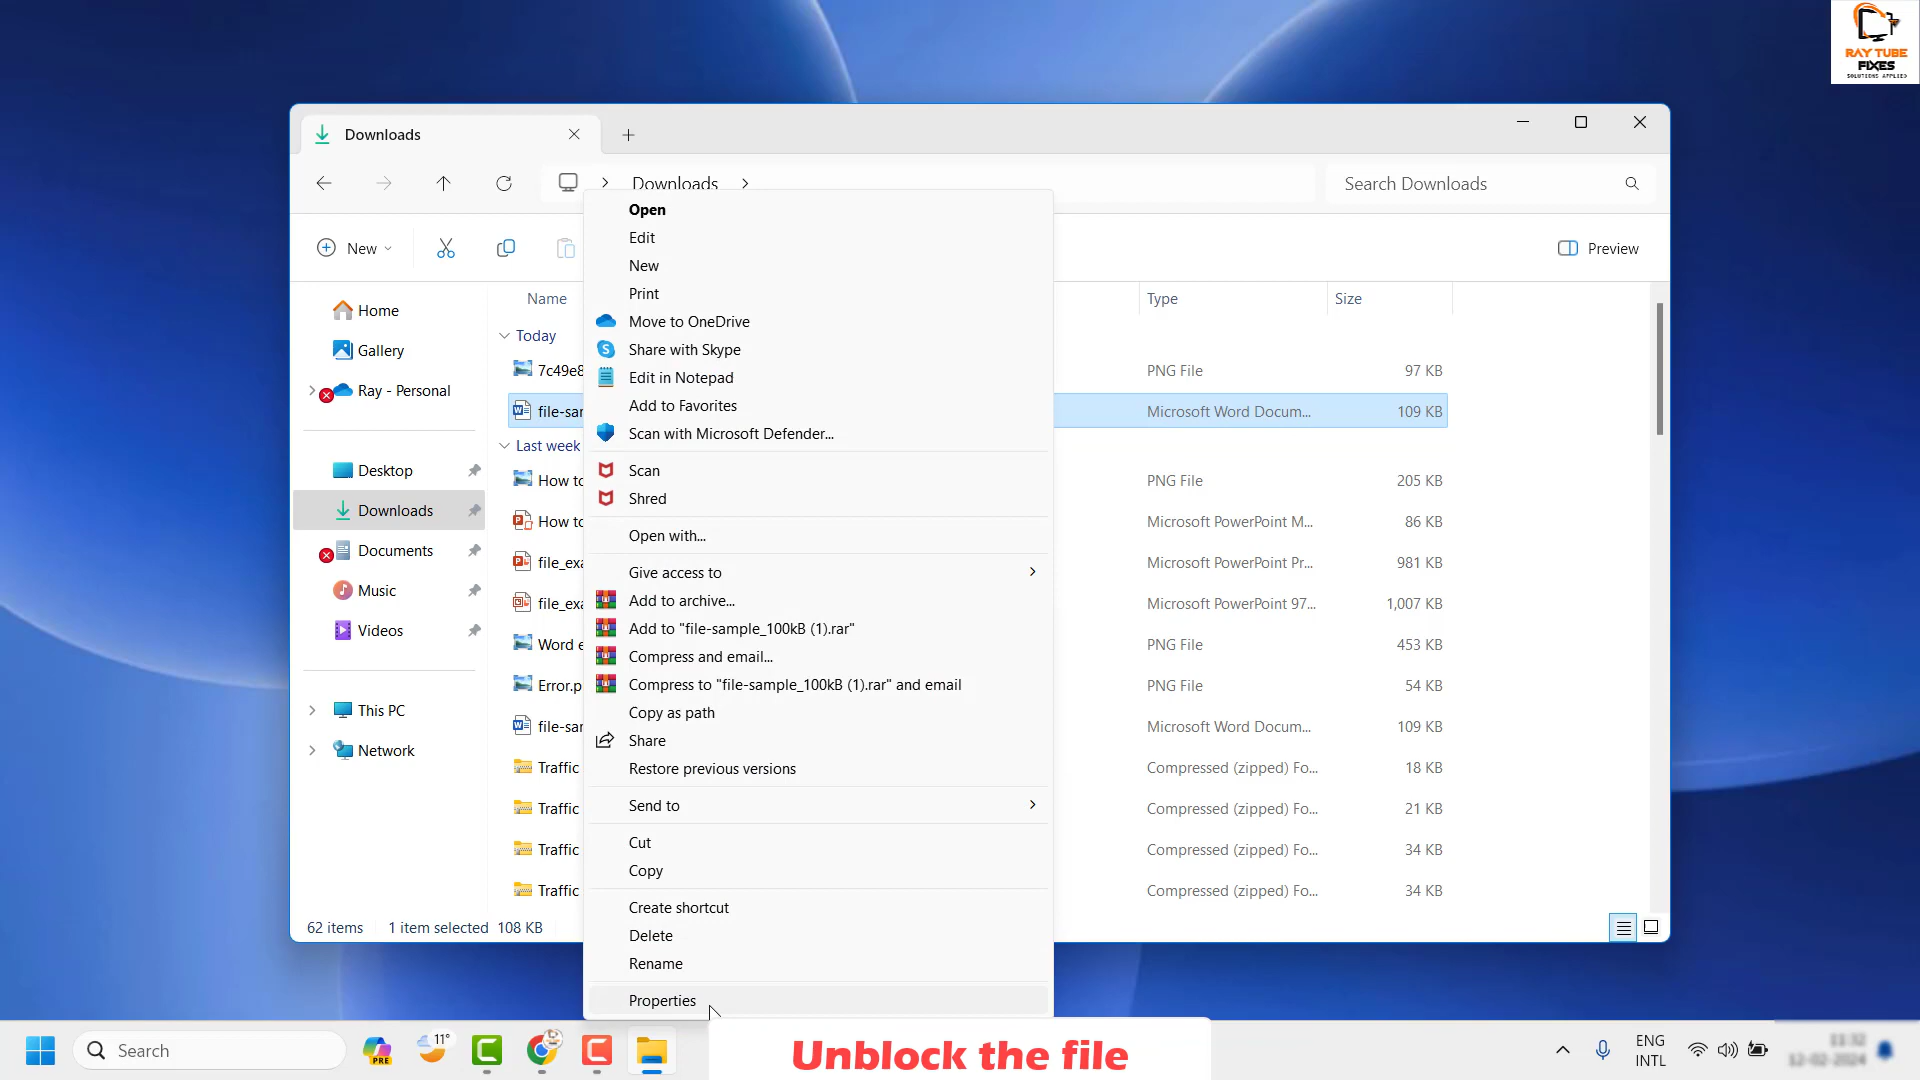 RAY TUBE
FIXES
SOLUTIONS APPLIED
Downloads
Downloads
Search Downloads
New
Preview
Name
Type
Size
Home
Gallery
Ray - Personal
Desktop
Downloads
Documents
Music
Videos
This PC
Network
Today
7c49e8
PNG File
97 KB
file-sar
Microsoft Word Docum...
109 KB
Last week
How to
PNG File
205 KB
How to
Microsoft PowerPoint M...
86 KB
file_exa
Microsoft PowerPoint Pr...
981 KB
file_exa
Microsoft PowerPoint 97...
1,007 KB
Word e
PNG File
453 KB
Error.p
PNG File
54 KB
file-sar
Microsoft Word Docum...
109 KB
Traffic
Compressed (zipped) Fo...
18 KB
Traffic
Compressed (zipped) Fo...
21 KB
Traffic
Compressed (zipped) Fo...
34 KB
Traffic
Compressed (zipped) Fo...
34 KB
Open
Edit
New
Print
Move to OneDrive
Share with Skype
Edit in Notepad
Add to Favorites
Scan with Microsoft Defender...
Scan
Shred
Open with...
Give access to
Add to archive...
Add to "file-sample_100kB (1).rar"
Compress and email...
Compress to "file-sample_100kB (1).rar" and email
Copy as path
Share
Restore previous versions
Send to
Cut
Copy
Create shortcut
Delete
Rename
Properties
62 items
1 item selected 108 KB
Search
PRE
11°
Unblock the file
ENG
INTL
11:32
12-02-2024